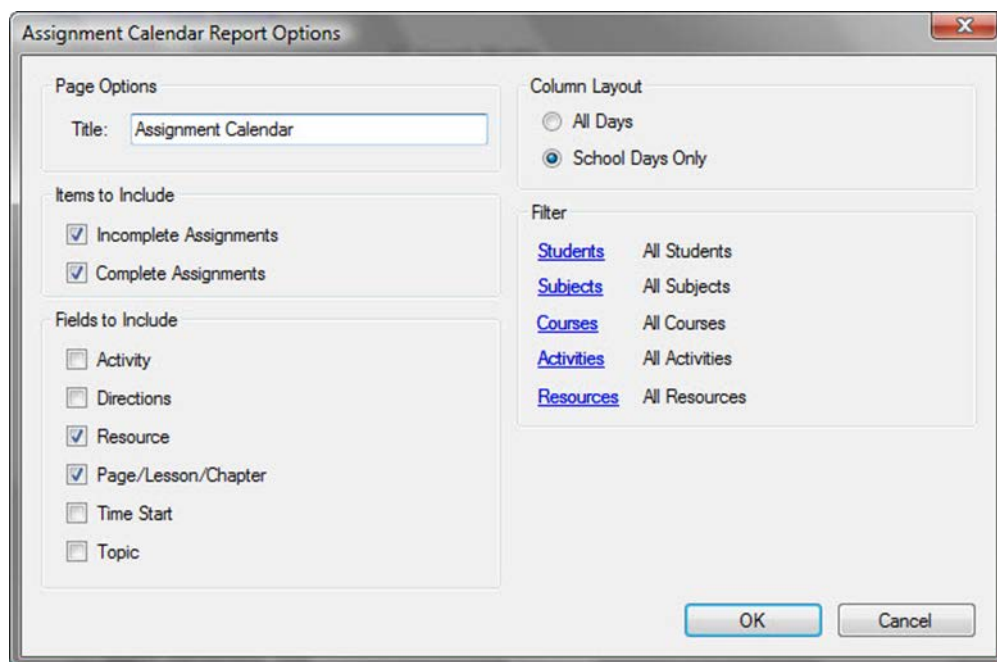 Assignment Calendar Report Options
Page Options
Title: Assignment Calendar
Items to Include
Incomplete Assignments
Complete Assignments
Fields to Include
Activity
Directions
Resource
Page/Lesson/Chapter
Time Start
Topic
Column Layout
All Days
School Days Only
Filter
Students All Students
Subjects All Subjects
Courses All Courses
Activities All Activities
Resources All Resources
OK Cancel